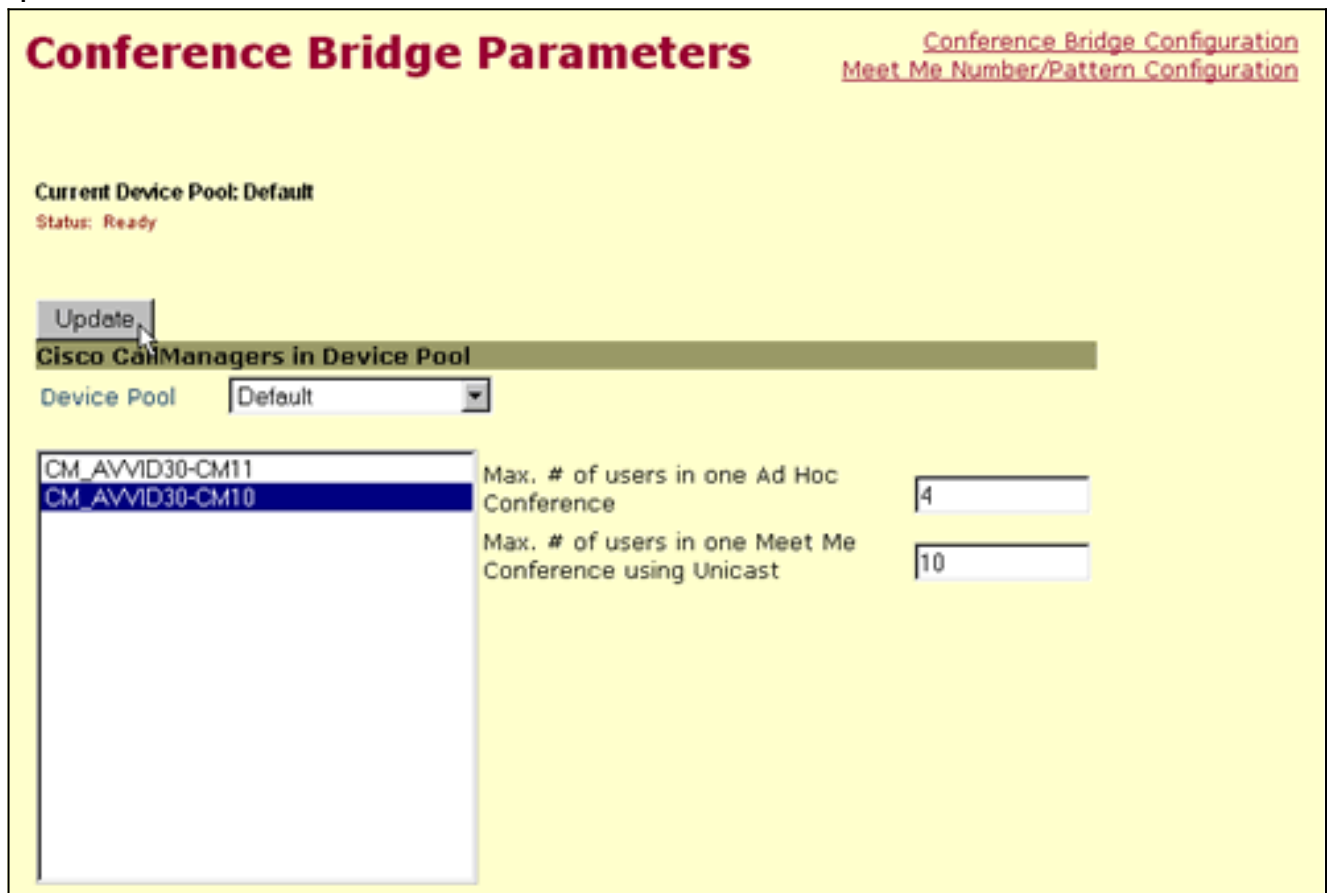 Conference Bridge Parameters
Conference Bridge Configuration
Meet Me Number/Pattern Configuration
Current Device Pool: Default
Status: Ready
Update
Cisco CallManagers in Device Pool
Device Pool Default
CM_AVVID30-CM11
CM_AVVID30-CM10
Max. # of users in one Ad Hoc
Conference
4
Max. # of users in one Meet Me
Conference using Unicast
10